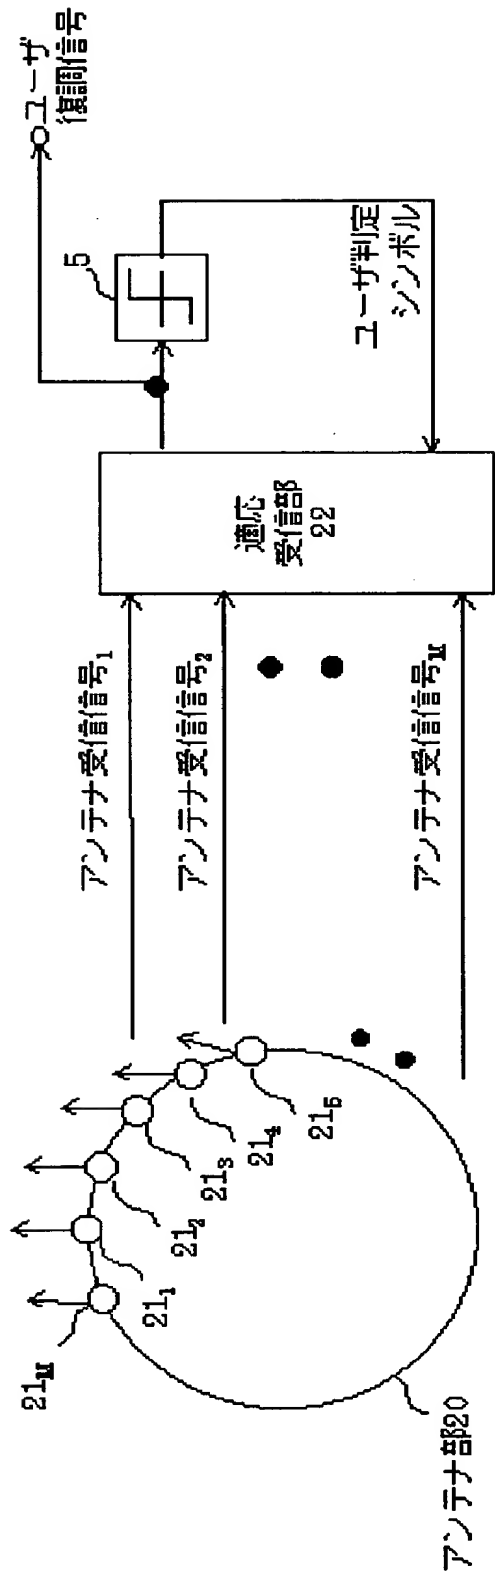 アンテナ部20
21M
21₁
21₂
21₃
21₄
21₅
アンテナ受信信号₁
アンテナ受信信号₂
アンテナ受信信号M
適応
受信部
22
5
ユーザ
復調信号
ユーザ判定
シンボル